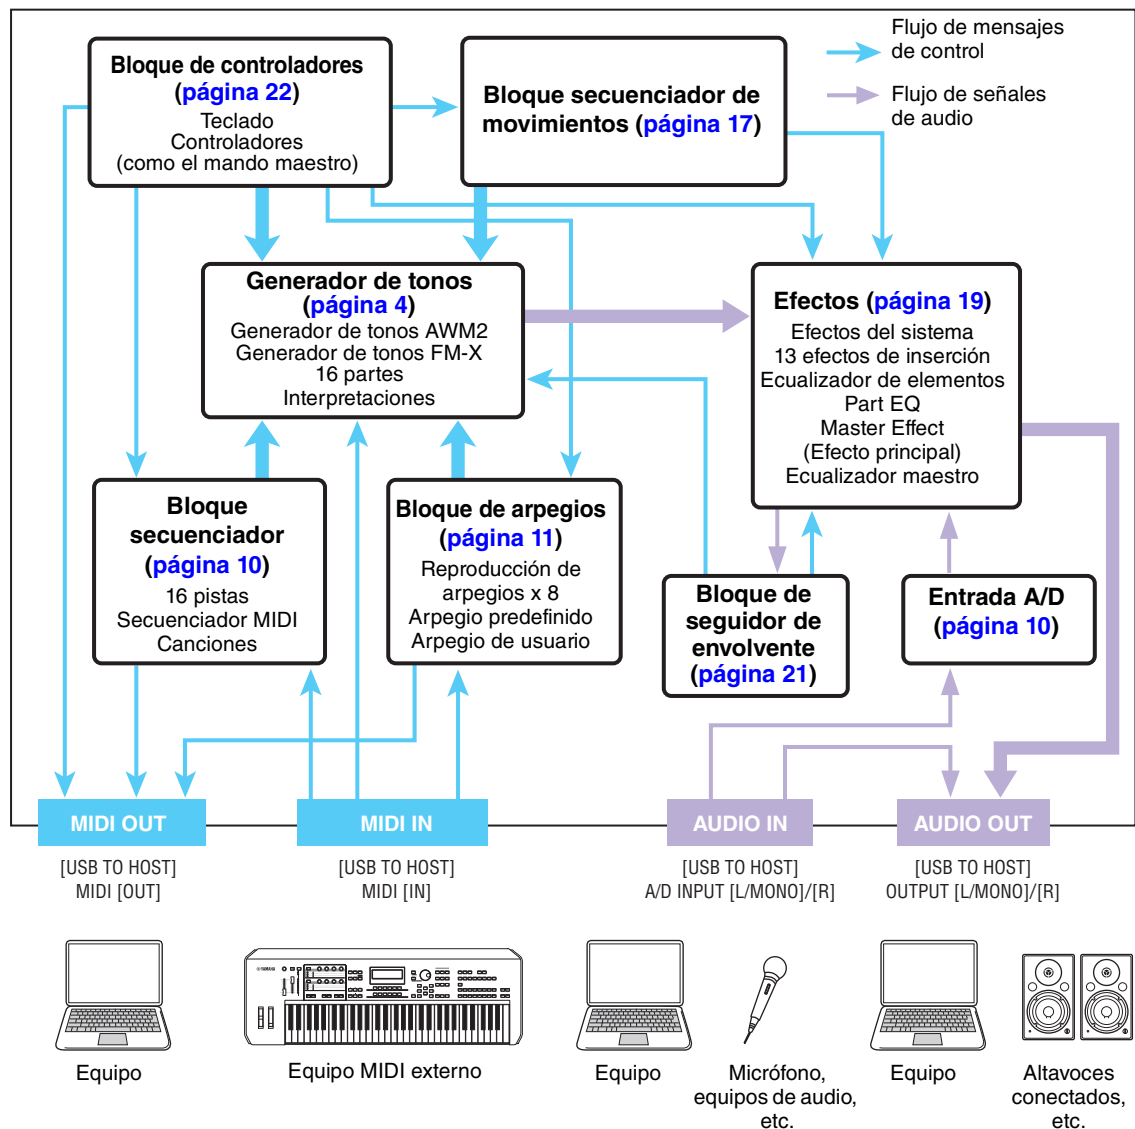 Flujo de mensajes
de control
Flujo de señales
de audio
Bloque de controladores
(página 22)
Teclado
Controladores
(como el mando maestro)
Bloque secuenciador de
movimientos (página 17)
Generador de tonos
(página 4)
Generador de tonos AWM2
Generador de tonos FM-X
16 partes
Interpretaciones
Efectos (página 19)
Efectos del sistema
13 efectos de inserción
Ecualizador de elementos
Part EQ
Master Effect
(Efecto principal)
Ecualizador maestro
Bloque
secuenciador
(página 10)
16 pistas
Secuenciador MIDI
Canciones
Bloque de arpegios
(página 11)
Reproducción de
arpegios x 8
Arpegio predefinido
Arpegio de usuario
Bloque de
seguidor de
envolvente
(página 21)
Entrada A/D
(página 10)
MIDI OUT
MIDI IN
AUDIO IN
AUDIO OUT
[USB TO HOST]
MIDI [OUT]
[USB TO HOST]
MIDI [IN]
[USB TO HOST]
A/D INPUT [L/MONO]/[R]
[USB TO HOST]
OUTPUT [L/MONO]/[R]
YAMAHA
Equipo
Equipo MIDI externo
Equipo
Micrófono,
equipos de audio,
etc.
Equipo
Altavoces
conectados,
etc.